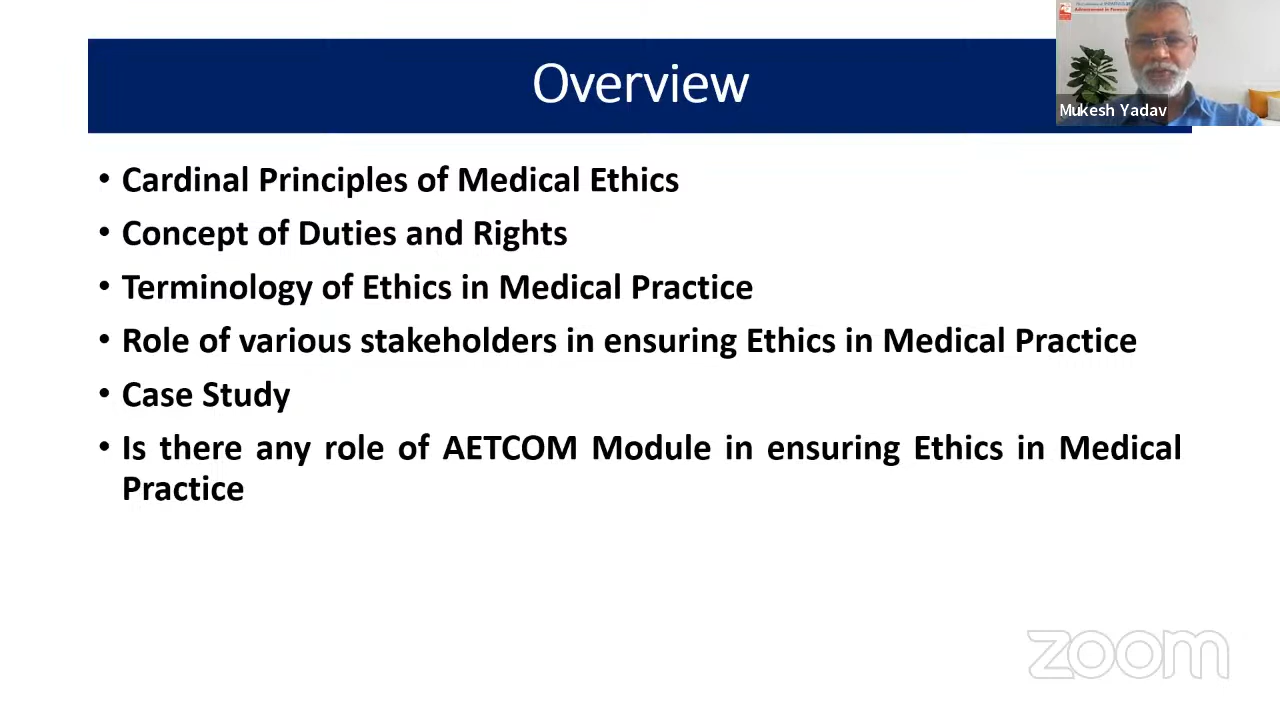 Overview
Mukesh Yadav
• Cardinal Principles of Medical Ethics
• Concept of Duties and Rights
• Terminology of Ethics in Medical Practice
• Role of various stakeholders in ensuring Ethics in Medical Practice
• Case Study
• Is there any role of AETCOM Module in ensuring Ethics in Medical
Practice
zoom